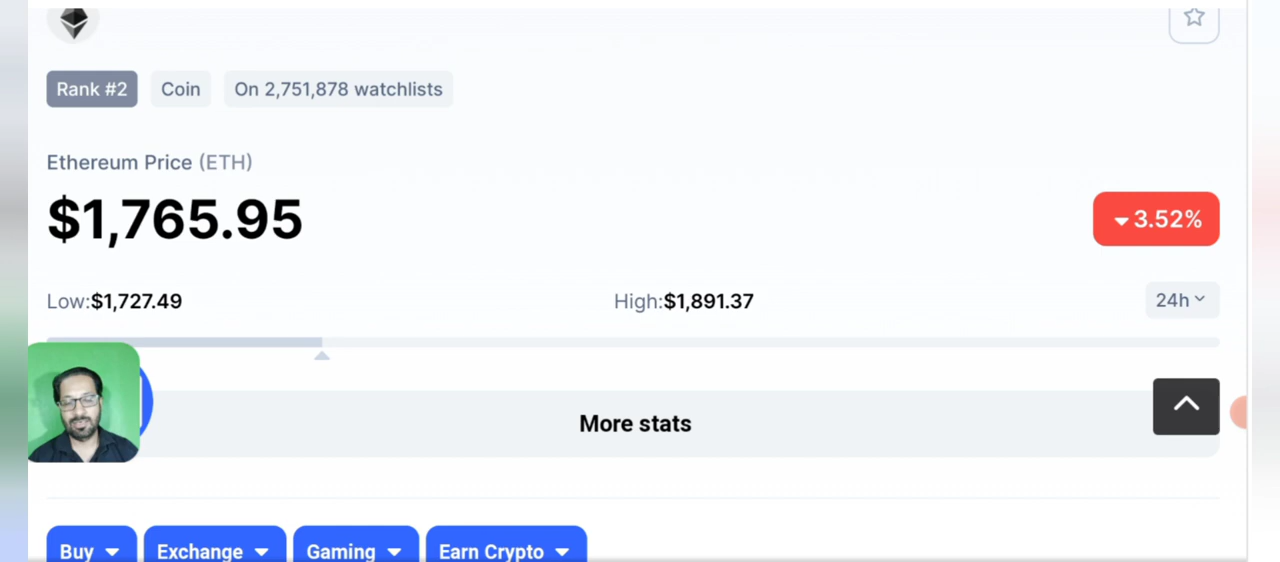 Rank #2 Coin On 2,751,878 watchlists
Ethereum Price (ETH)
$1,765.95 3.52%
Low:$1,727.49 High:$1,891.37 24h
More stats
Buy Exchange Gaming Earn Crypto